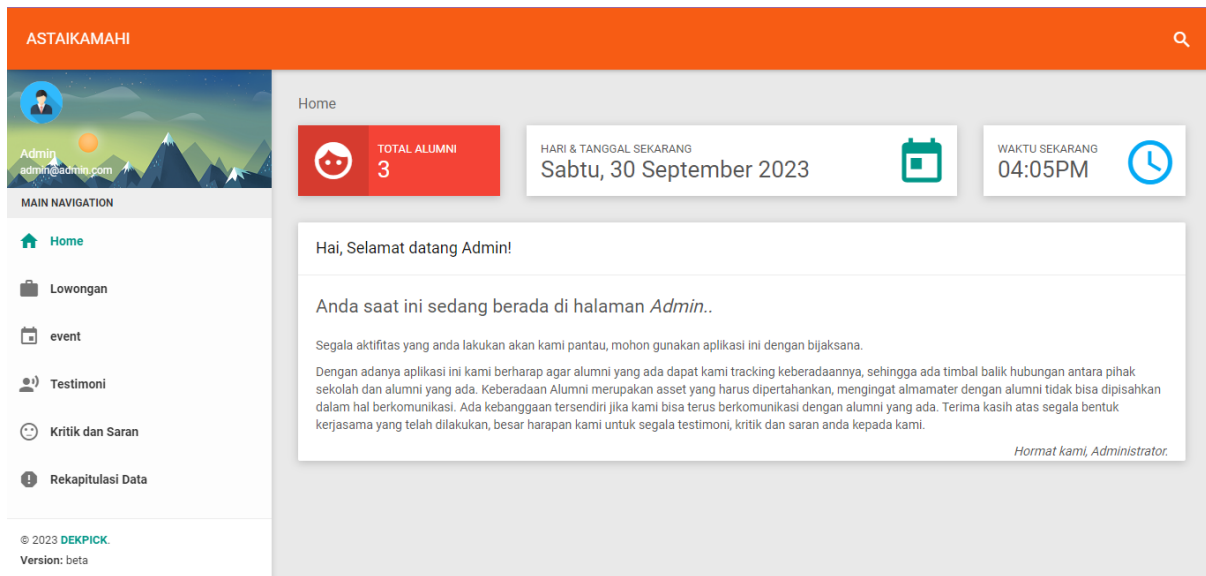 ASTAIKAMAHI
Admin
admin@admin.com
MAIN NAVIGATION
Home
Lowongan
event
Testimoni
Kritik dan Saran
Rekapitulasi Data
© 2023 DEKPICK.
Version: beta
Home
TOTAL ALUMNI
3
HARI & TANGGAL SEKARANG
Sabtu, 30 September 2023
WAKTU SEKARANG
04:05PM
Hai, Selamat datang Admin!
Anda saat ini sedang berada di halaman Admin..
Segala aktifitas yang anda lakukan akan kami pantau, mohon gunakan aplikasi ini dengan bijaksana.
Dengan adanya aplikasi ini kami berharap agar alumni yang ada dapat kami tracking keberadaannya, sehingga ada timbal balik hubungan antara pihak
sekolah dan alumni yang ada. Keberadaan Alumni merupakan asset yang harus dipertahankan, mengingat almamater dengan alumni tidak bisa dipisahkan
dalam hal berkomunikasi. Ada kebanggaan tersendiri jika kami bisa terus berkomunikasi dengan alumni yang ada. Terima kasih atas segala bentuk
kerjasama yang telah dilakukan, besar harapan kami untuk segala testimoni, kritik dan saran anda kepada kami.
Hormat kami, Administrator.